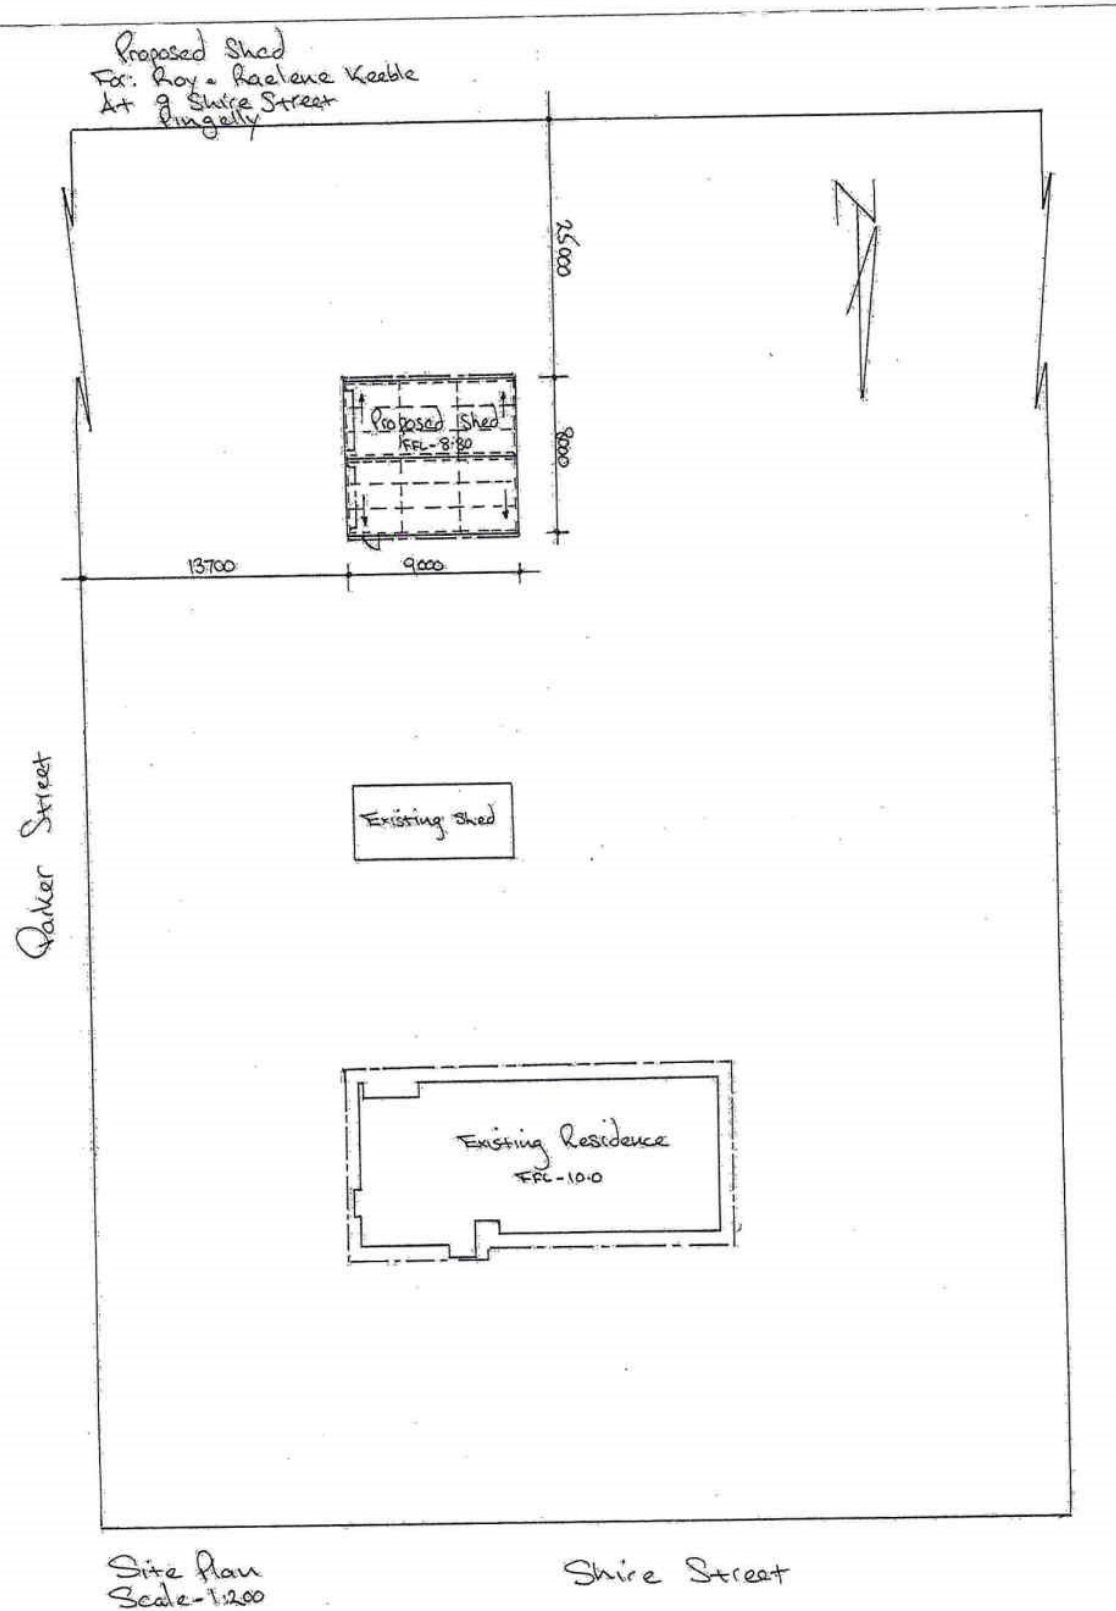 Proposed Shed
For: Roy & Raelene Keeble
At 9 Shire Street
Pingelly
N
25000
Proposed Shed
FFL-8.80
8000
13700
9000
Existing Shed
Parker Street
Existing Residence
FFL-10.0
Site Plan
Scale-1:200
Shire Street